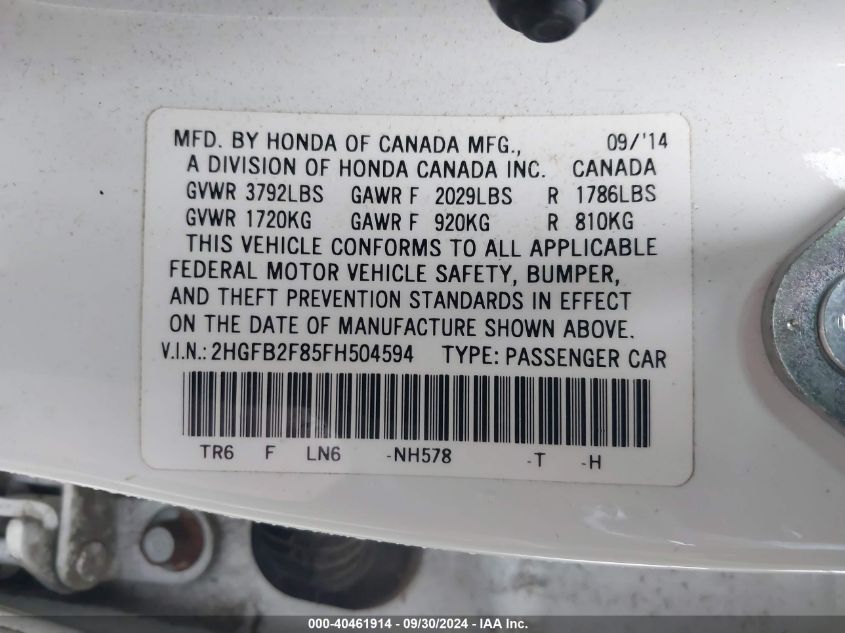 MFD. BY HONDA OF CANADA MFG., 09/'14
A DIVISION OF HONDA CANADA INC. CANADA
GVWR 3792LBS GAWR F 2029LBS R 1786LBS
GVWR 1720KG GAWR F 920KG R 810KG
THIS VEHICLE CONFORMS TO ALL APPLICABLE
FEDERAL MOTOR VEHICLE SAFETY, BUMPER,
AND THEFT PREVENTION STANDARDS IN EFFECT
ON THE DATE OF MANUFACTURE SHOWN ABOVE.
V.I.N.: 2HGFB2F85FH504594 TYPE: PASSENGER CAR
TR6 F LN6 -NH578 -T -H
000-40461914 - 09/30/2024 - IAA Inc.